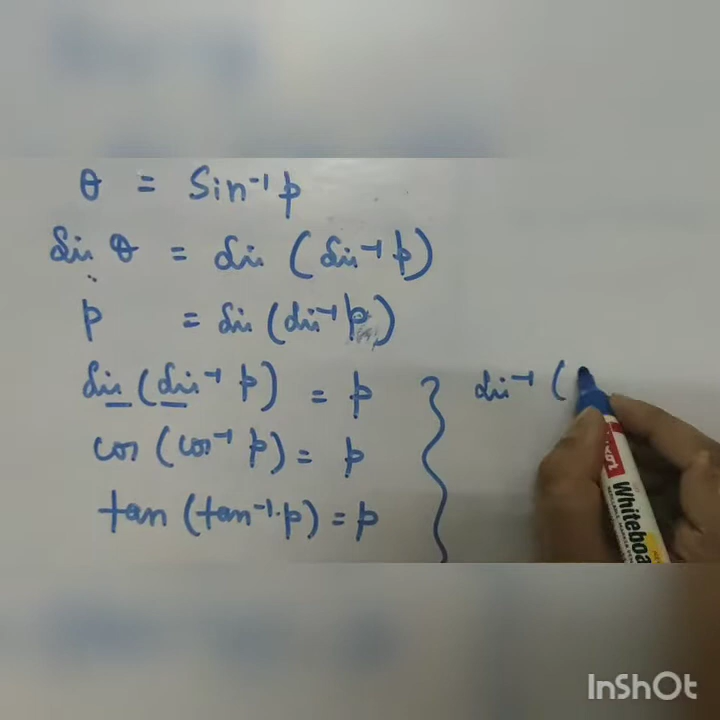 θ = Sin⁻¹ p
sin θ = sin (sin⁻¹ p)
p = sin (sin⁻¹ p)
sin (sin⁻¹ p) = p
cos (cos⁻¹ p) = p
tan (tan⁻¹ p) = p
sin⁻¹ (
Whiteboa
InShOt